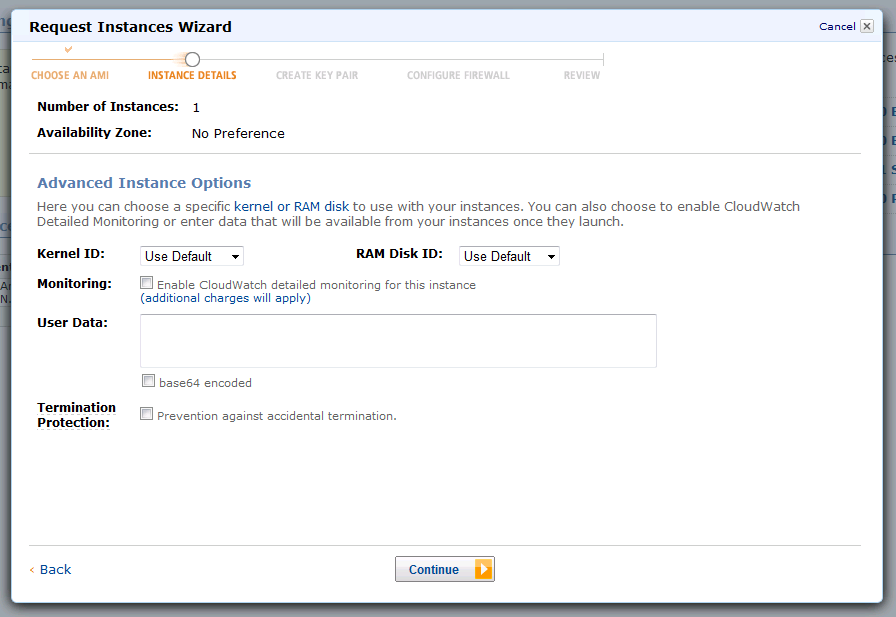 Request Instances Wizard
Cancel
CHOOSE AN AMI INSTANCE DETAILS CREATE KEY PAIR CONFIGURE FIREWALL REVIEW
Number of Instances: 1
Availability Zone: No Preference
Advanced Instance Options
Here you can choose a specific kernel or RAM disk to use with your instances. You can also choose to enable CloudWatch
Detailed Monitoring or enter data that will be available from your instances once they launch.
Kernel ID: Use Default RAM Disk ID: Use Default
Monitoring: Enable CloudWatch detailed monitoring for this instance
(additional charges will apply)
User Data:
base64 encoded
Termination
Protection: Prevention against accidental termination.
‹ Back
Continue